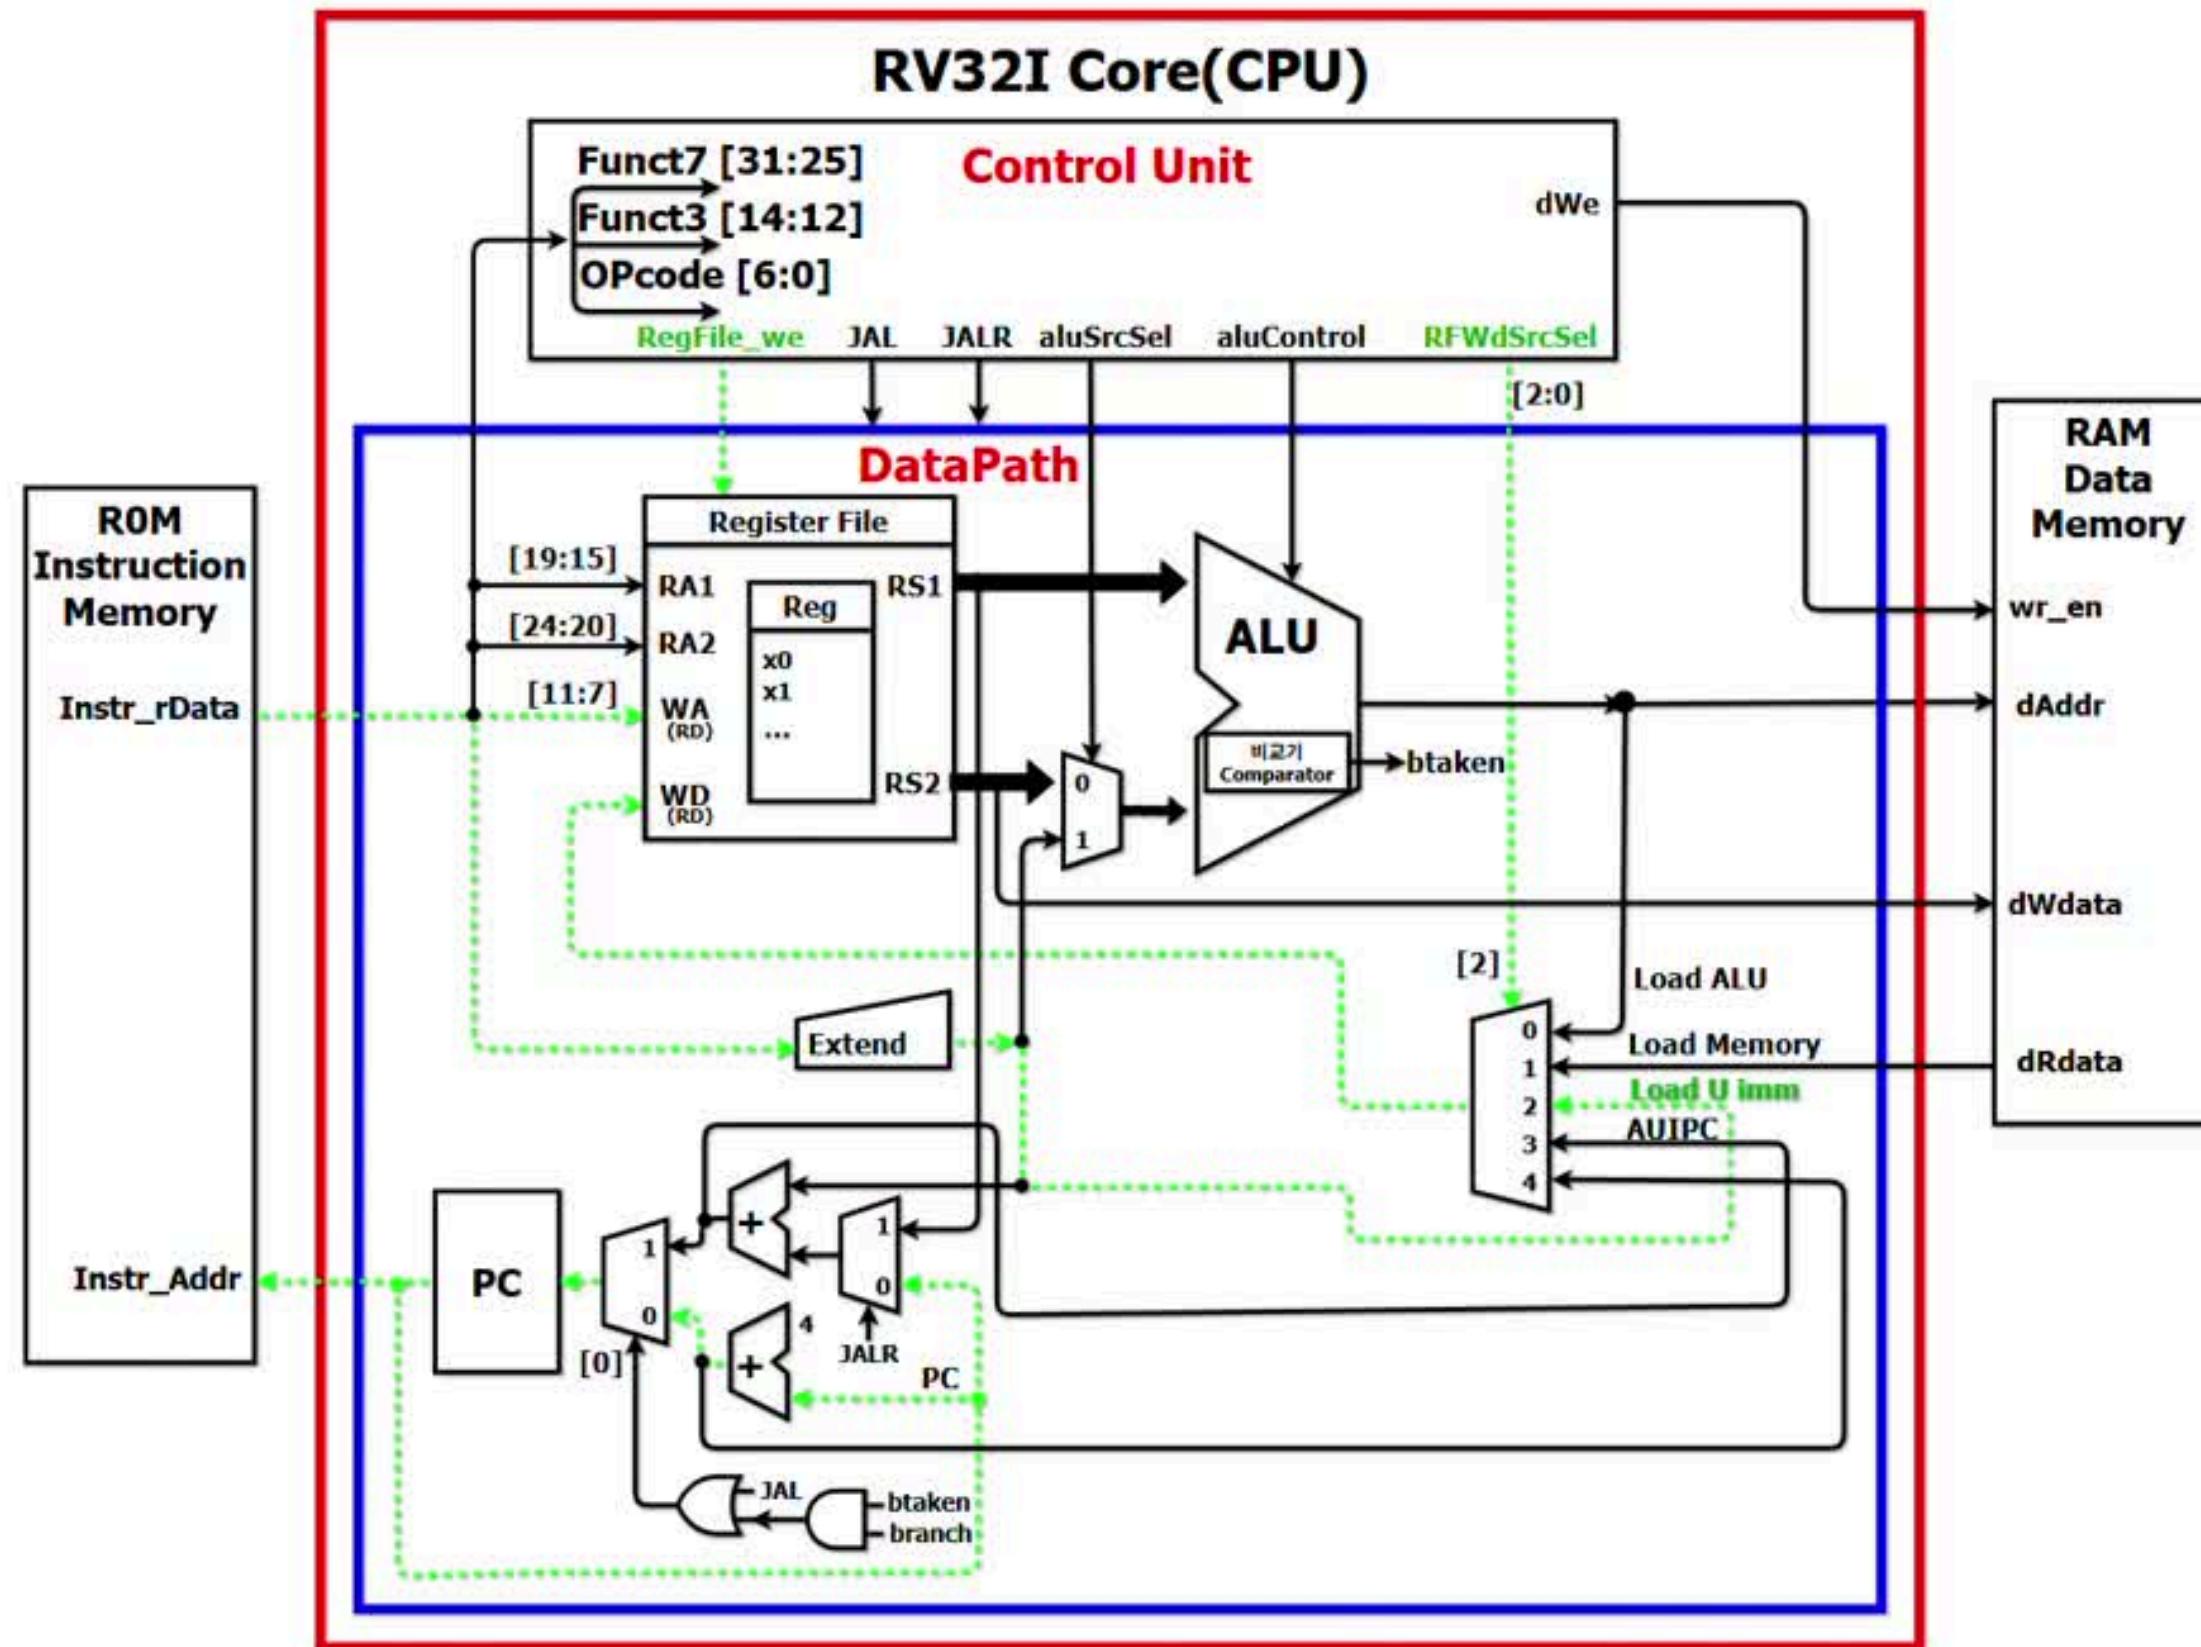 RV32I Core(CPU)
Control Unit
Funct7 [31:25]
Funct3 [14:12]
OPcode [6:0]
dWe
RegFile_we
JAL
JALR
aluSrcSel
aluControl
RFWdSrcSel
[2:0]
DataPath
R0M
Instruction
Memory
Instr_rData
Instr_Addr
[19:15]
[24:20]
[11:7]
Register File
RA1
RA2
WA
(RD)
WD
(RD)
Reg
x0
x1
...
RS1
RS2
0
1
ALU
비교기
Comparator
btaken
RAM
Data
Memory
wr_en
dAddr
dWdata
dRdata
[2]
Load ALU
Load Memory
Load U imm
AUIPC
0
1
2
3
4
Extend
PC
1
0
[0]
+
+
4
1
0
JALR
PC
JAL
btaken
branch